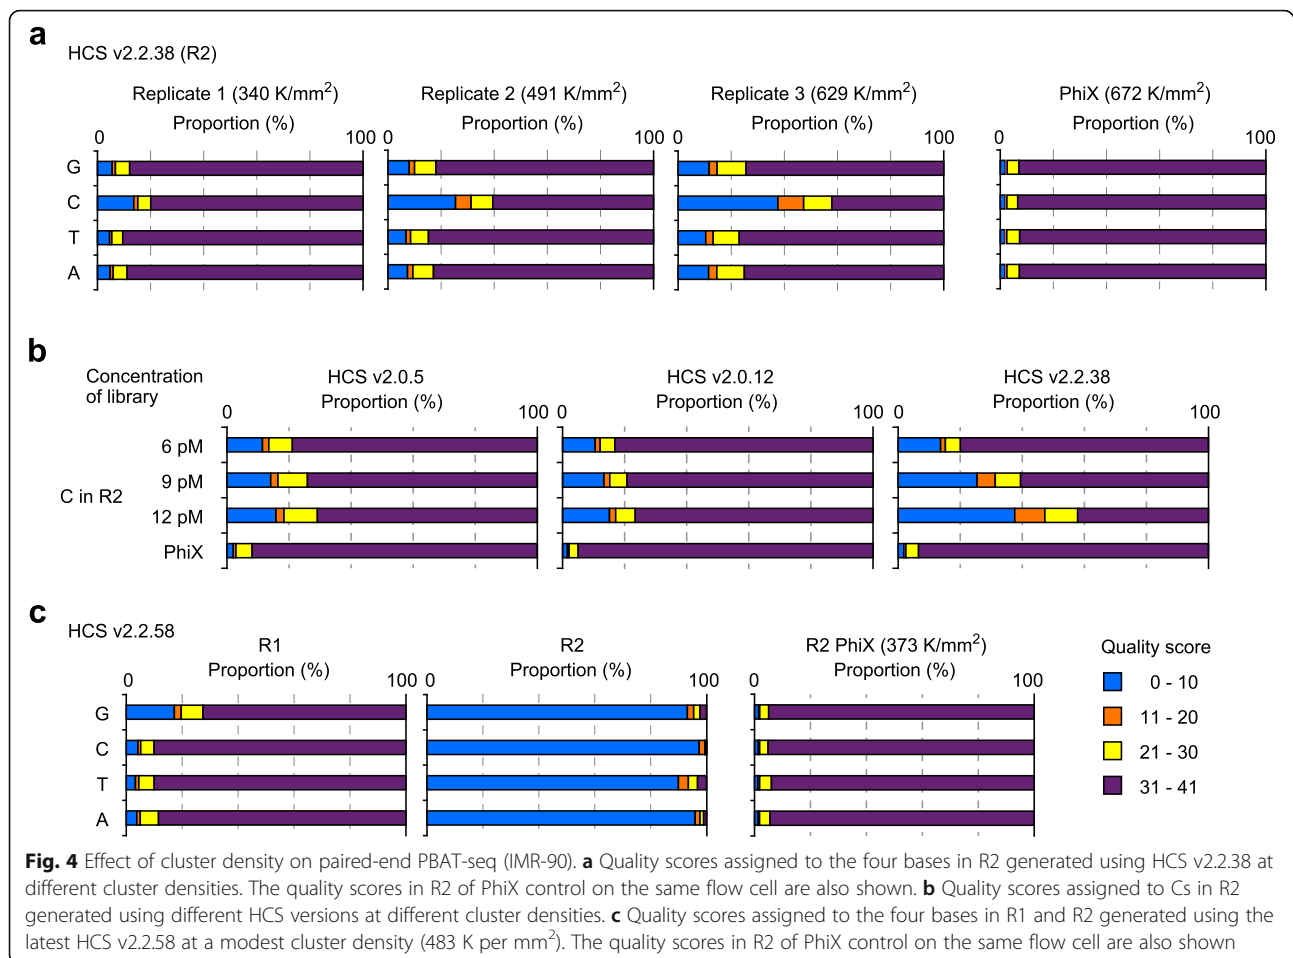 a
HCS v2.2.38 (R2)
Replicate 1 (340 K/mm²) Replicate 2 (491 K/mm²) Replicate 3 (629 K/mm²) PhiX (672 K/mm²)
Proportion (%) Proportion (%) Proportion (%) Proportion (%)
0 100 0 100 0 100 0 100
G
C
T
A
b
Concentration of library
HCS v2.0.5 HCS v2.0.12 HCS v2.2.38
Proportion (%) Proportion (%) Proportion (%)
0 100 0 100 0 100
C in R2
6 pM
9 pM
12 pM
PhiX
c
HCS v2.2.58
R1 R2 R2 PhiX (373 K/mm²)
Proportion (%) Proportion (%) Proportion (%)
0 100 0 100 0 100
G
C
T
A
Quality score
0 - 10
11 - 20
21 - 30
31 - 41
Fig. 4 Effect of cluster density on paired-end PBAT-seq (IMR-90). a Quality scores assigned to the four bases in R2 generated using HCS v2.2.38 at
different cluster densities. The quality scores in R2 of PhiX control on the same flow cell are also shown. b Quality scores assigned to Cs in R2
generated using different HCS versions at different cluster densities. c Quality scores assigned to the four bases in R1 and R2 generated using the
latest HCS v2.2.58 at a modest cluster density (483 K per mm²). The quality scores in R2 of PhiX control on the same flow cell are also shown